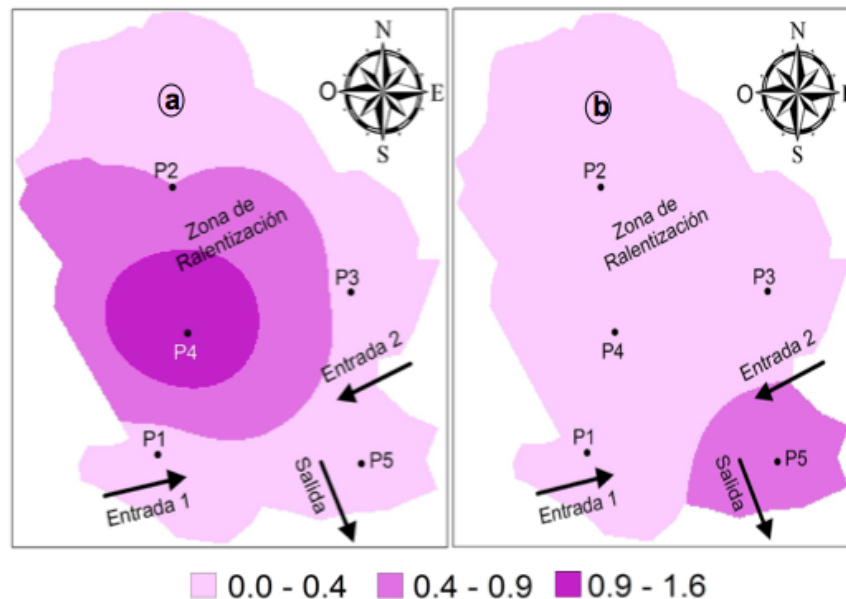 a
N
O
E
S
P2
Zona de
Ralentización
P3
P4
Entrada 2
P1
P5
Entrada 1
Salida
b
N
O
E
S
P2
Zona de
Ralentización
P3
P4
Entrada 2
P1
P5
Entrada 1
Salida
0.0 - 0.4
0.4 - 0.9
0.9 - 1.6